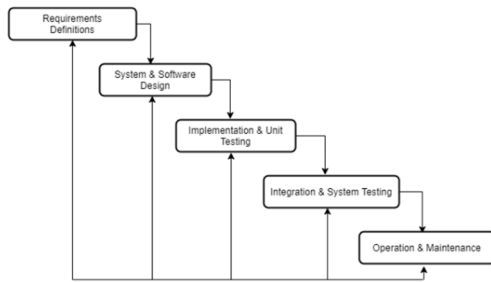 Requirements
Definitions
System & Software
Design
Implementation & Unit
Testing
Integration & System Testing
Operation & Maintenance